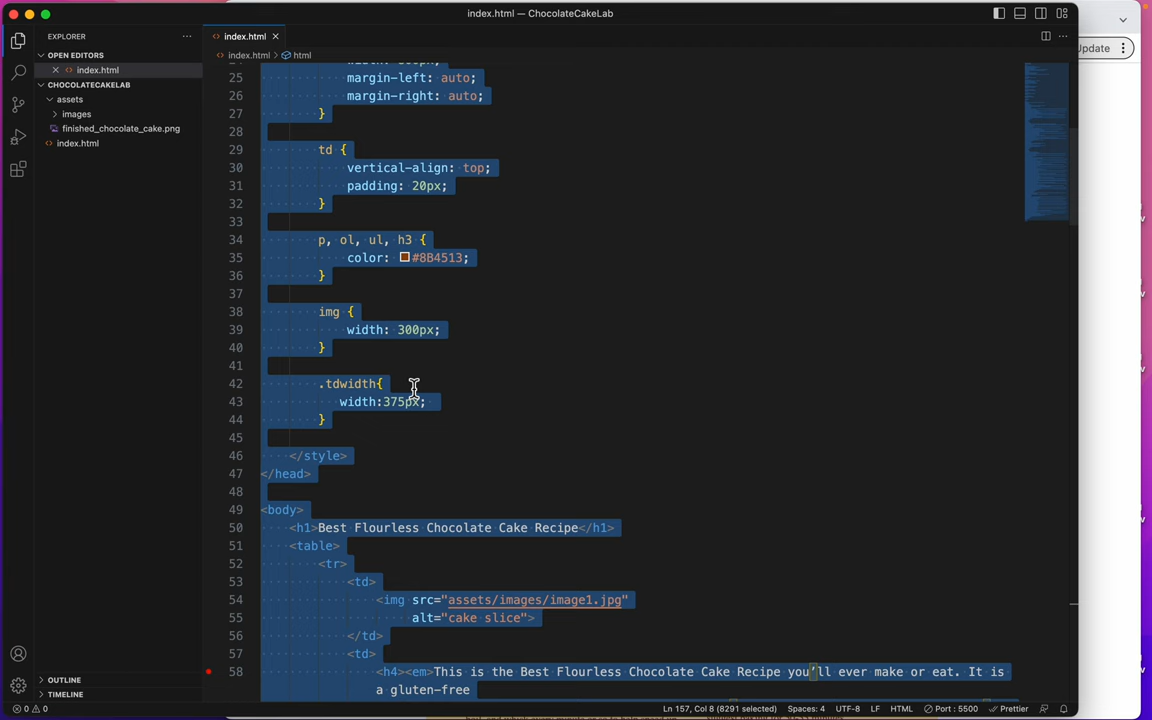 index.html — ChocolateCakeLab
Update
EXPLORER
index.html
OPEN EDITORS
index.html
CHOCOLATECAKELAB
assets
images
finished_chocolate_cake.png
index.html
index.html > html
25 margin-left: auto;
26 margin-right: auto;
27 }
28
29 td {
30 vertical-align: top;
31 padding: 20px;
32 }
33
34 p, ol, ul, h3 {
35 color: #8B4513;
36 }
37
38 img {
39 width: 300px;
40 }
41
42 .tdwidth{
43 width:375px;
44 }
45
46 </style>
47 </head>
48
49 <body>
50 <h1>Best Flourless Chocolate Cake Recipe</h1>
51 <table>
52 <tr>
53 <td>
54 <img src="assets/images/image1.jpg"
55 alt="cake slice">
56 </td>
57 <td>
58 <h4><em>This is the Best Flourless Chocolate Cake Recipe you’ll ever make or eat. It is
a gluten-free
OUTLINE
TIMELINE
0 0
Ln 157, Col 8 (8291 selected) Spaces: 4 UTF-8 LF HTML Port : 5500 Prettier